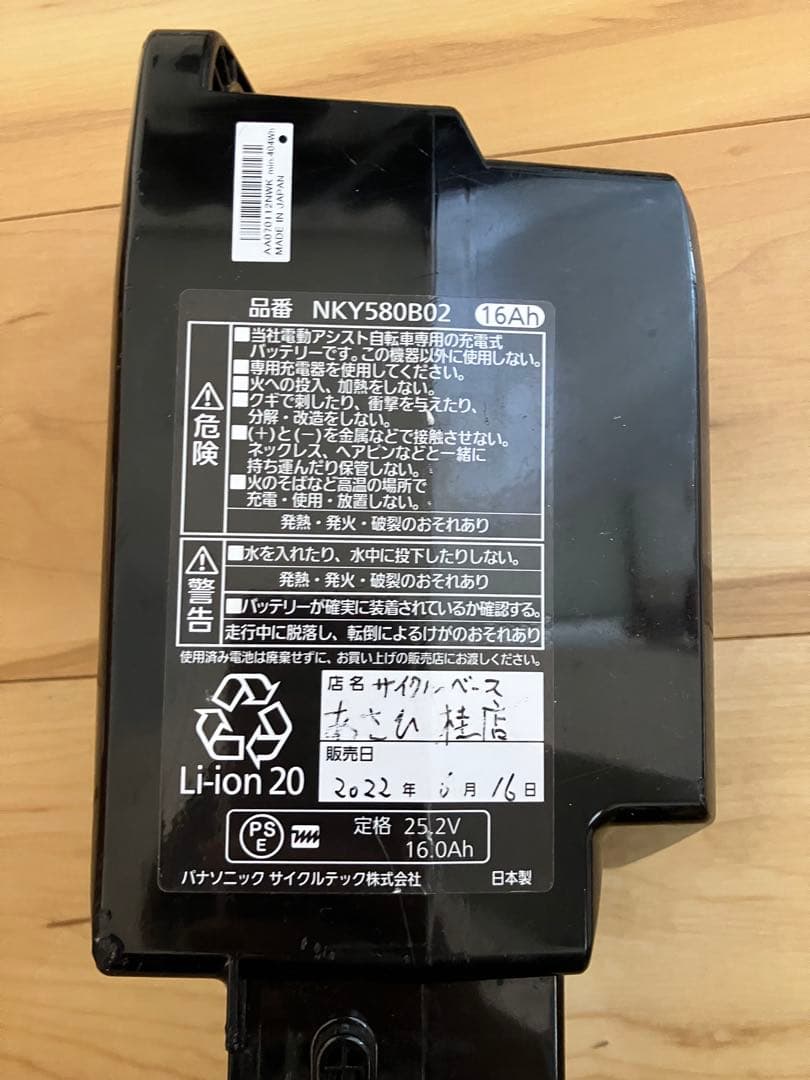 AA070112NWK min.404Wh
MADE IN JAPAN
品番 NKY580B02 16Ah
危険
■当社電動アシスト自転車専用の充電式
バッテリーです。この機器以外に使用しない。
■専用充電器を使用してください。
■火への投入、加熱をしない。
■クギで刺したり、衝撃を与えたり、
分解・改造をしない。
■(+)と(−)を金属などで接触させない。
ネックレス、ヘアピンなどと一緒に
持ち運んだり保管しない。
■火のそばなど高温の場所で
充電・使用・放置しない。
発熱・発火・破裂のおそれあり
警告
■水を入れたり、水中に投下したりしない。
発熱・発火・破裂のおそれあり
■バッテリーが確実に装着されているか確認する。
走行中に脱落し、転倒によるけがのおそれあり
使用済み電池は廃棄せずに、お買い上げの販売店にお渡しください。
Li-ion 20
店名 サイクルベース
あさひ 桂店
販売日
2022 年 月 16 日
PS
E
定格 25.2V
16.0Ah
パナソニック サイクルテック株式会社 日本製